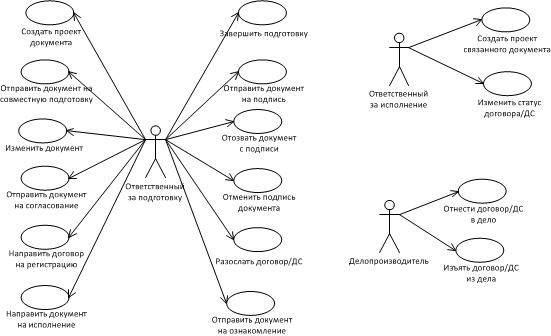 Создать проект
документа
Завершить подготовку
Отправить документ на
совместную подготовку
Отправить документ
на подпись
Изменить документ
Отозвать документ
с подписи
Ответственный
за подготовку
Отправить документ
на согласование
Отменить подпись
документа
Направить договор
на регистрацию
Разослать договор/ДС
Направить документ
на исполнение
Отправить документ
на ознакомление
Ответственный
за исполнение
Создать проект
связанного документа
Изменить статус
договора/ДС
Делопроизводитель
Отнести договор/ДС
в дело
Изъять договор/ДС
из дела